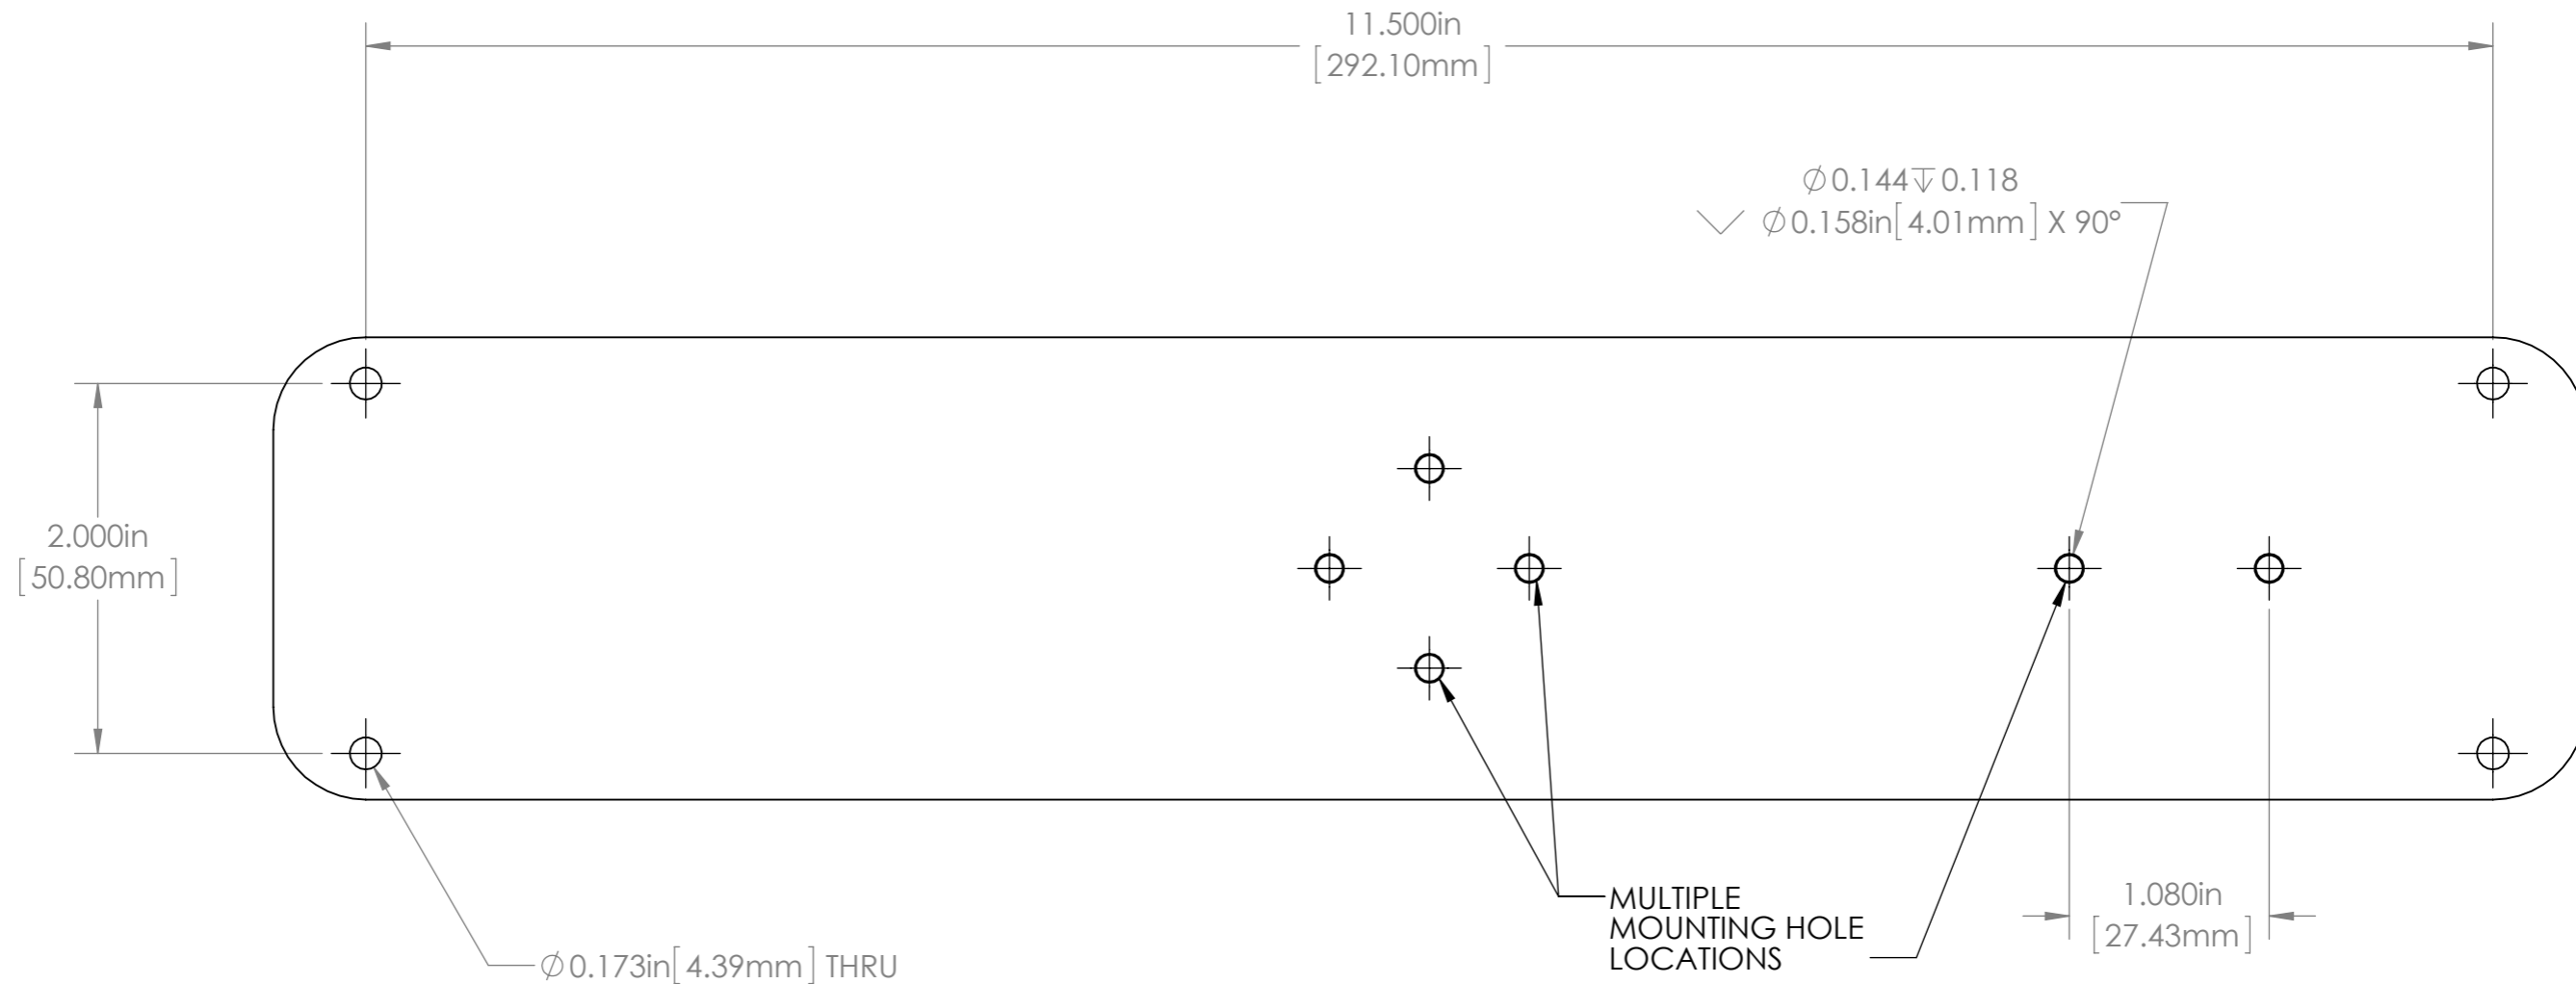 11.500in
[292.10mm]
⌀0.144↧0.118
⌵ ⌀0.158in[4.01mm] X 90°
2.000in
[50.80mm]
MULTIPLE
MOUNTING HOLE
LOCATIONS
1.080in
[27.43mm]
⌀0.173in[4.39mm] THRU